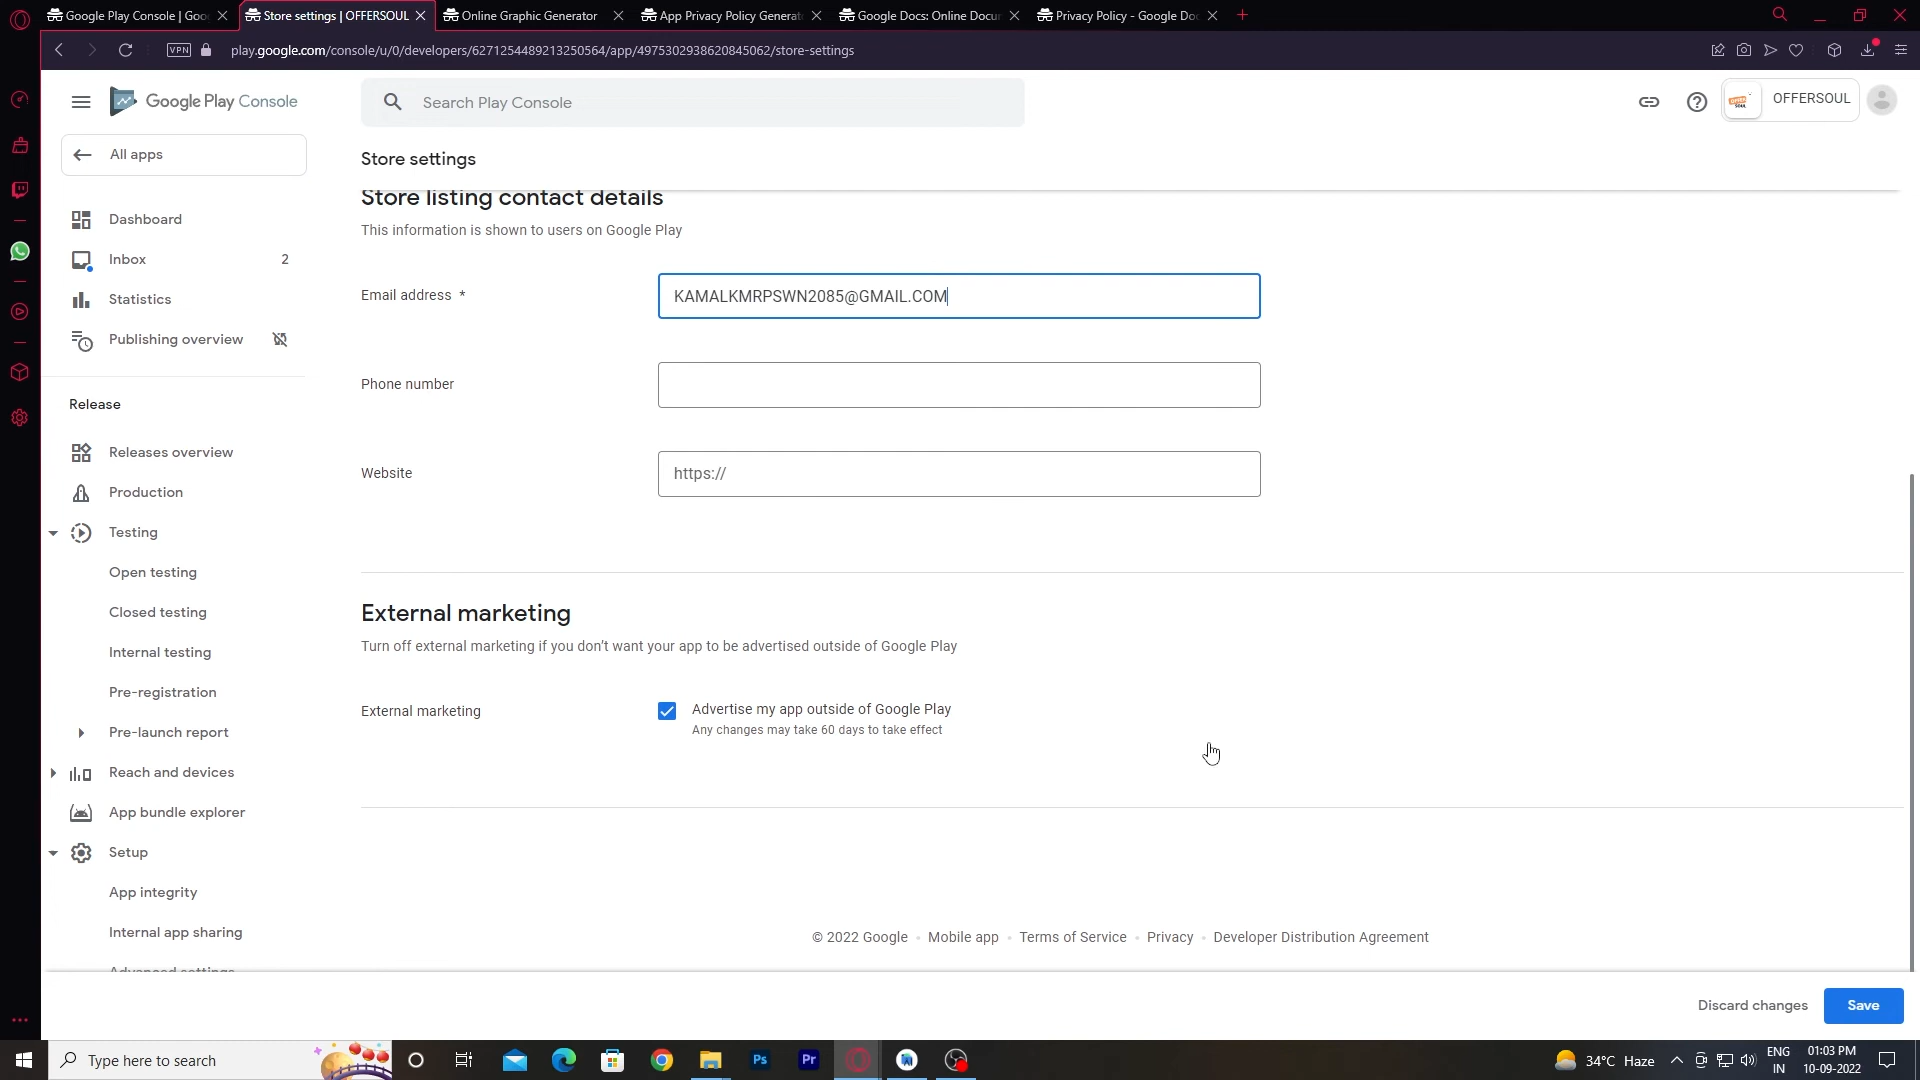 Google Play Console | Goo
Store settings | OFFERSOUL
Online Graphic Generator
App Privacy Policy Generat
Google Docs: Online Docur
Privacy Policy - Google Do
VPN
play.google.com/console/u/0/developers/6271254489213250564/app/4975302938620845062/store-settings
Google Play Console
Search Play Console
OFFERSOUL
All apps
Store settings
Dashboard
Inbox 2
Statistics
Publishing overview
Release
Releases overview
Production
Testing
Open testing
Closed testing
Internal testing
Pre-registration
Pre-launch report
Reach and devices
App bundle explorer
Setup
App integrity
Internal app sharing
Advanced settings
Store listing contact details
This information is shown to users on Google Play
Email address *
KAMALKMRPSWN2085@GMAIL.COM
Phone number
Website
https://
External marketing
Turn off external marketing if you don't want your app to be advertised outside of Google Play
External marketing
Advertise my app outside of Google Play
Any changes may take 60 days to take effect
© 2022 Google • Mobile app • Terms of Service • Privacy • Developer Distribution Agreement
Discard changes
Save
Type here to search
Ps
Pr
34°C Haze
ENG
IN
01:03 PM
10-09-2022